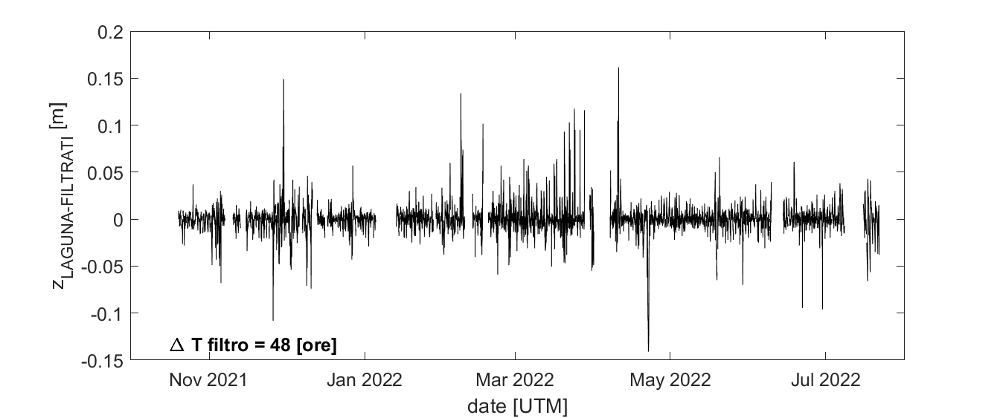 0.2
0.15
0.1
0.05
0
-0.05
-0.1
-0.15
z_LAGUNA-FILTRATI [m]
Δ T filtro = 48 [ore]
Nov 2021 Jan 2022 Mar 2022 May 2022 Jul 2022
date [UTM]